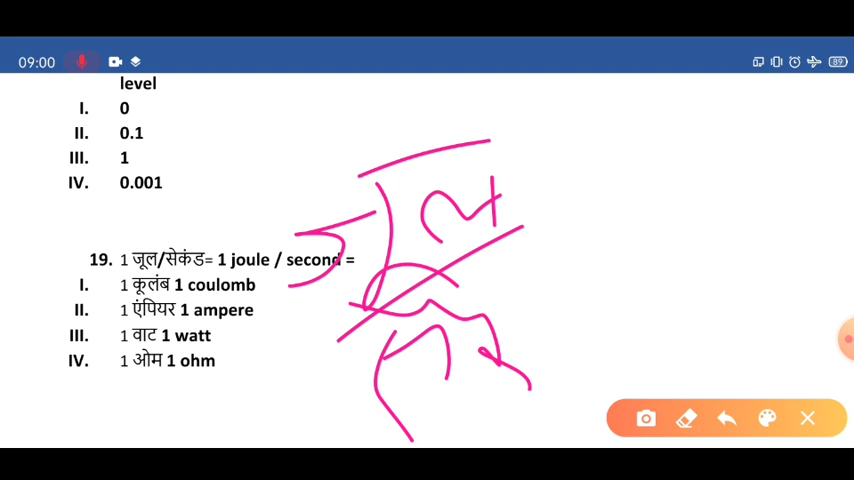 09:00
89
level
I. 0
II. 0.1
III. 1
IV. 0.001
19. 1 जूल/सेकंड= 1 joule / second =
I. 1 कूलंब 1 coulomb
II. 1 एंपियर 1 ampere
III. 1 वाट 1 watt
IV. 1 ओम 1 ohm